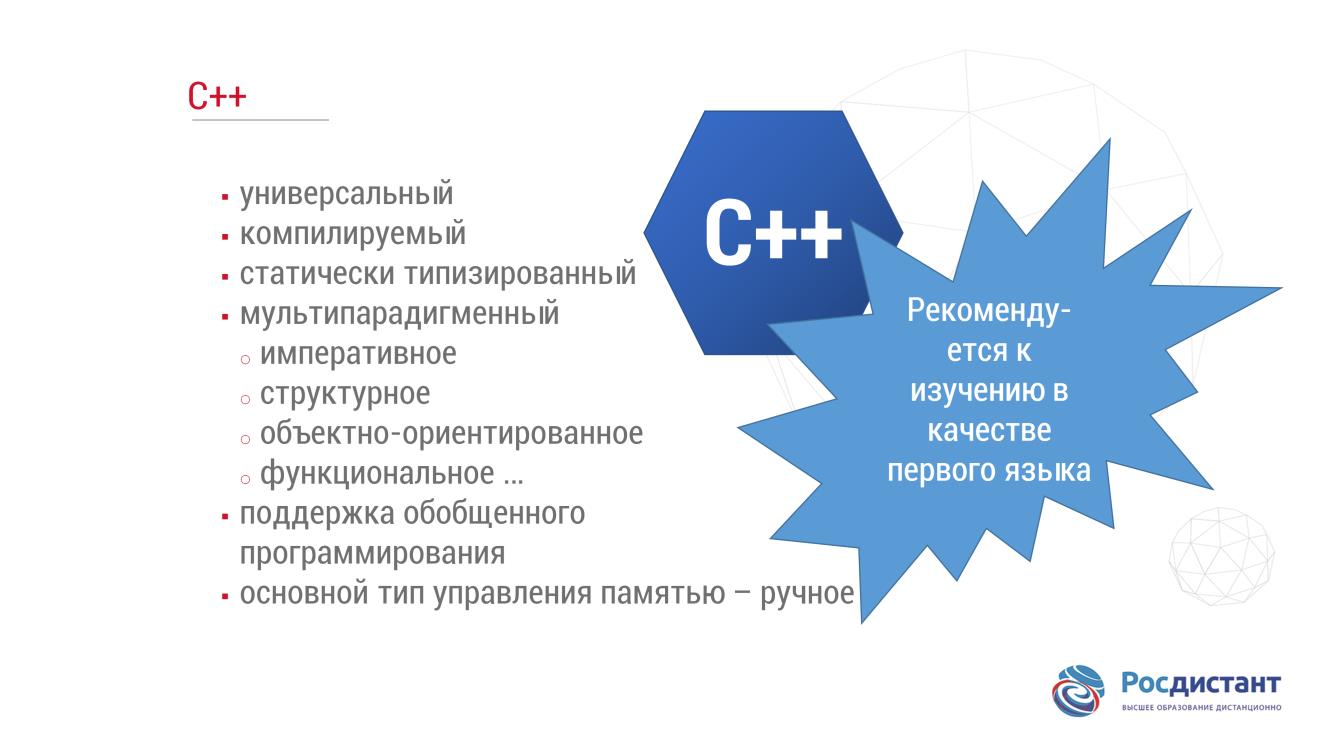 C++
универсальный
компилируемый
статически типизированный
мультипарадигменный
императивное
структурное
объектно-ориентированное
функциональное ...
поддержка обобщенного
программирования
основной тип управления памятью – ручное
C++
Рекоменду-
ется к
изучению в
качестве
первого языка
Росдистант
ВЫСШЕЕ ОБРАЗОВАНИЕ ДИСТАНЦИОННО